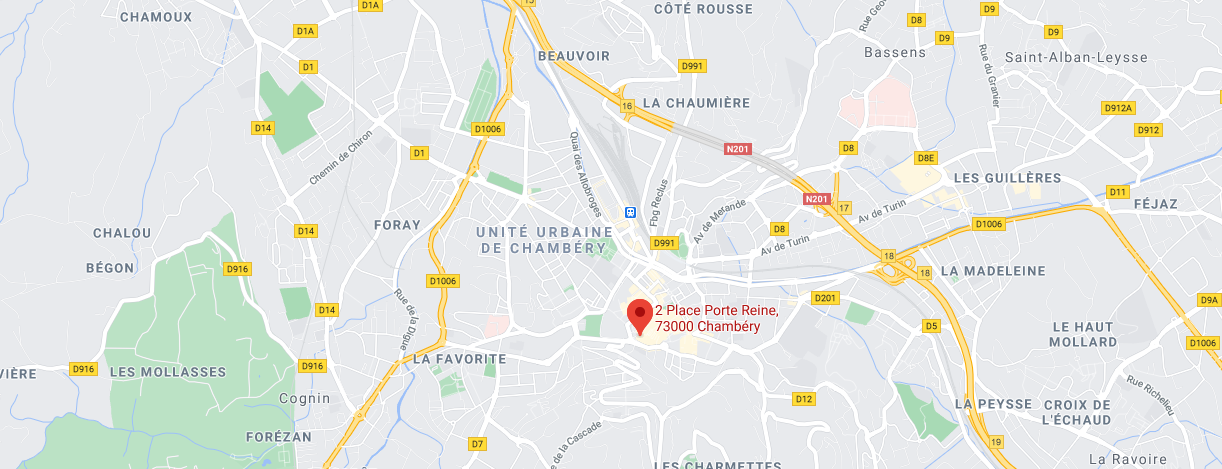 15
D1A
CÔTÉ ROUSSE
D9
CHAMOUX
D1A
D8
D9
D9
Rue Geo
BEAUVOIR
Bassens
Saint-Alban-Leysse
D1
D991
Rue du Granier
16
LA CHAUMIÈRE
D912A
D14
D1006
D912
Chemin de Chiron
D1
Quai des Allobroges
N201
D8
D8E
LES GUILLÈRES
Fbg Reclus
N201
17
D11
FÉJAZ
Av de Mérande
Av de Turin
FORAY
D14
CHALOU
UNITÉ URBAINE
DE CHAMBÉRY
D991
D8
Av de Turin
D1006
BÉGON
D916
D1006
18
18
LA MADELEINE
Rue de la Digue
D14
2 Place Porte Reine,
73000 Chambéry
D201
D5
D9A
LE HAUT
MOLLARD
D1006
LA FAVORITE
VIÈRE
D916
LES MOLLASSES
D916
Cognin
D12
LA PEYSSE
CROIX DE
L'ÉCHAUD
Rue Richelieu
FORÉZAN
D7
e de la Cascade
19
LES CHARMETTES
La Ravoire